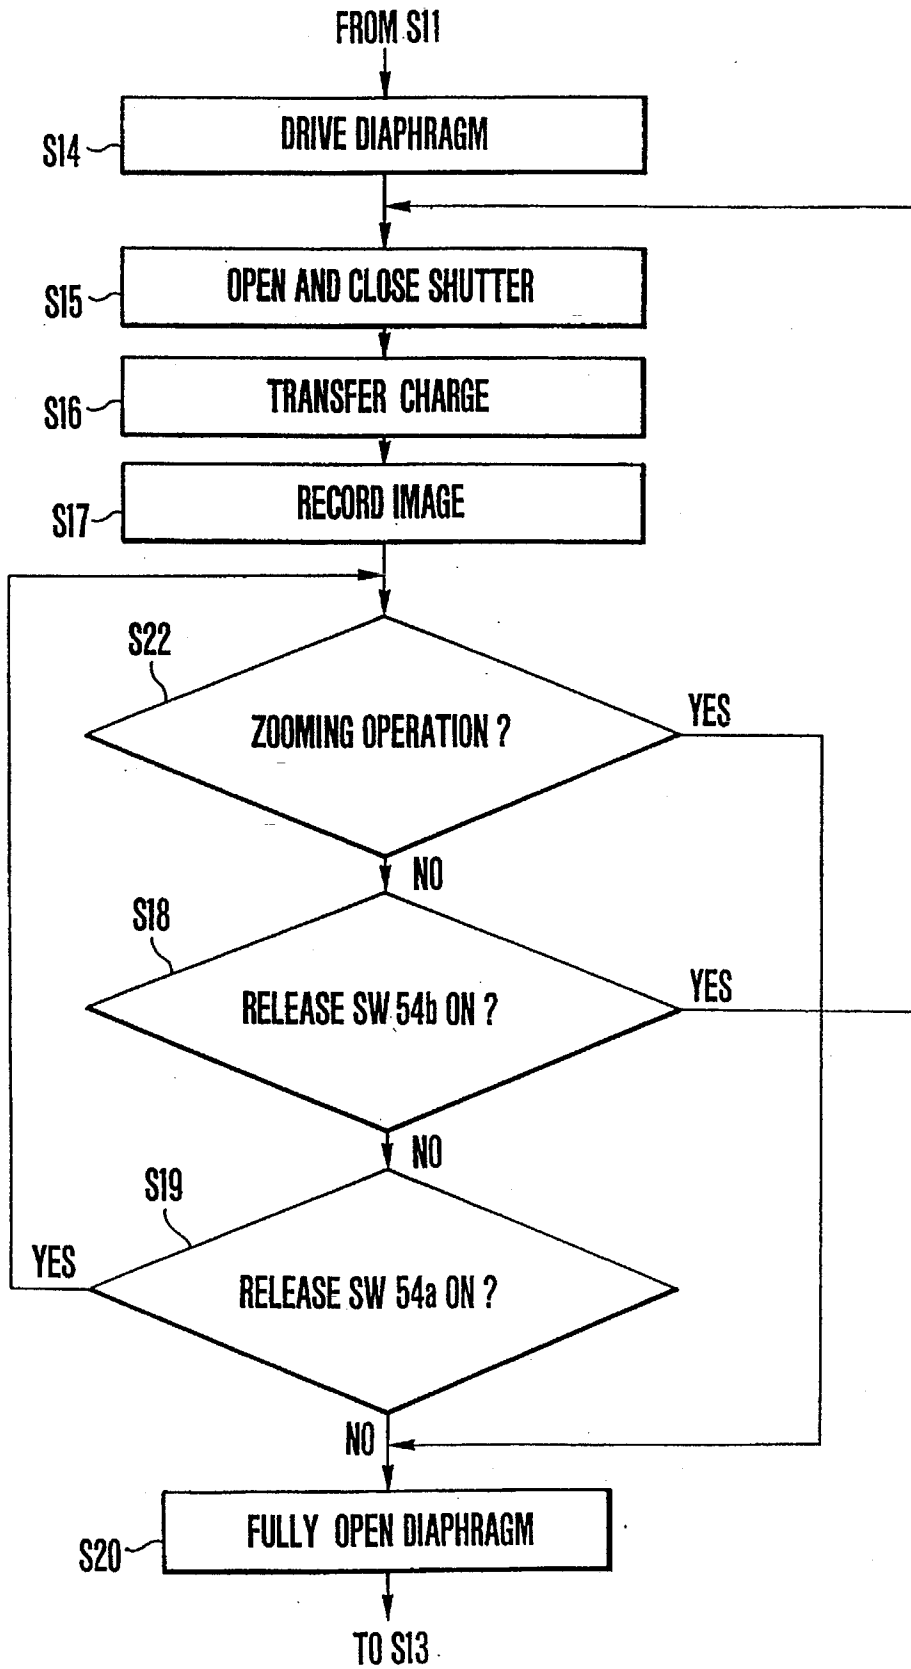 FROM S11
DRIVE DIAPHRAGM
S14
OPEN AND CLOSE SHUTTER
S15
TRANSFER CHARGE
S16
RECORD IMAGE
S17
S22
ZOOMING OPERATION ?
YES
NO
S18
RELEASE SW 54b ON ?
YES
NO
S19
YES
RELEASE SW 54a ON ?
NO
FULLY OPEN DIAPHRAGM
S20
TO S13